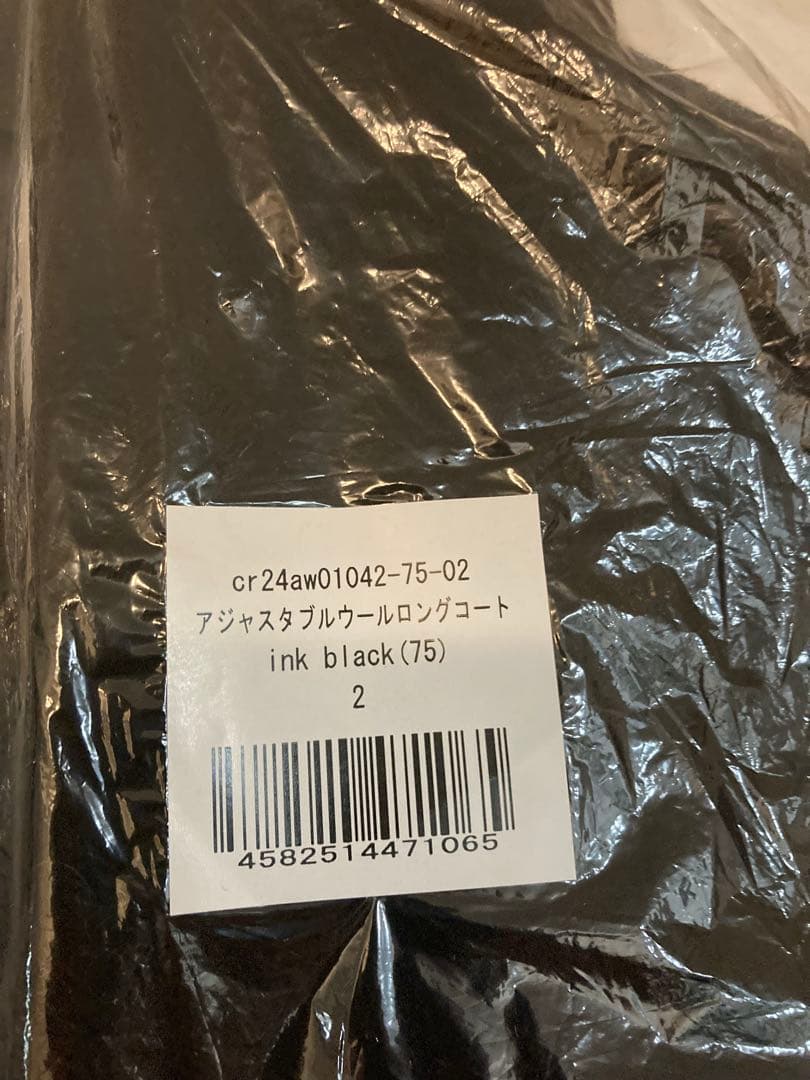 cr24aw01042-75-02
アジャスタブルウールロングコート
ink black(75)
2
4582514471065